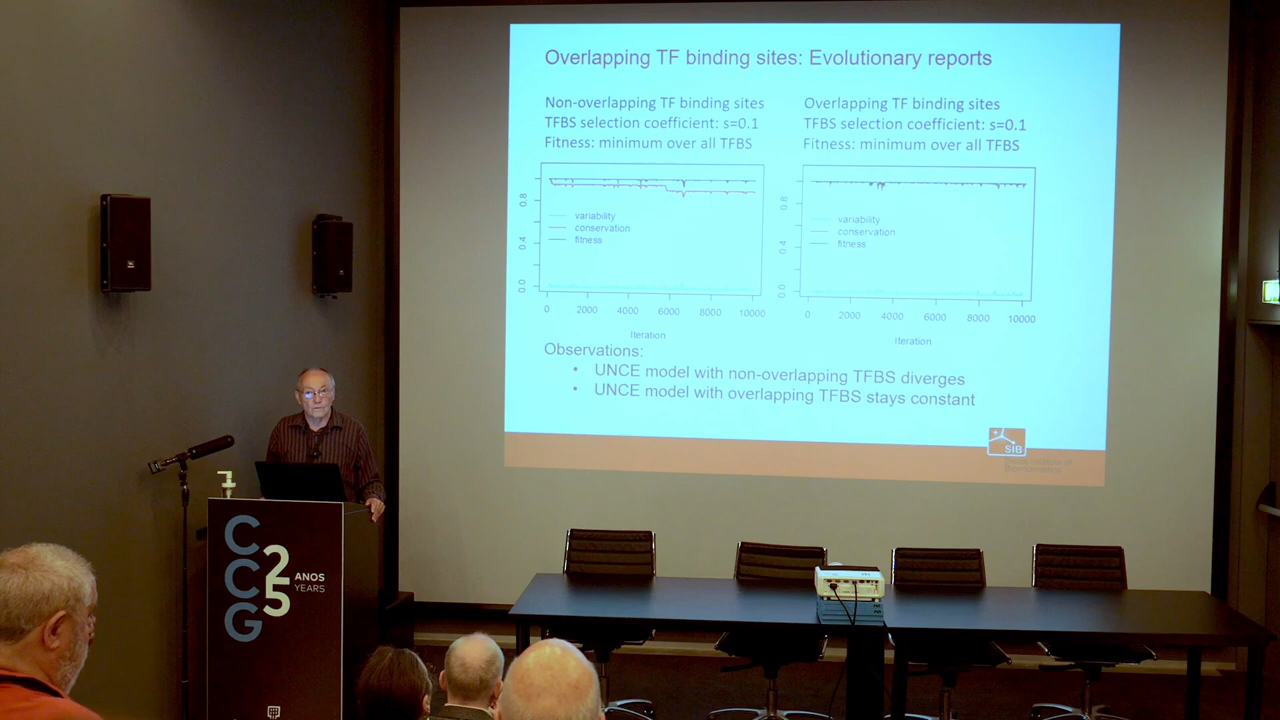 Overlapping TF binding sites: Evolutionary reports
Non-overlapping TF binding sites
TFBS selection coefficient: s=0.1
Fitness: minimum over all TFBS
Overlapping TF binding sites
TFBS selection coefficient: s=0.1
Fitness: minimum over all TFBS
0.8
0.4
0.0
variability
conservation
fitness
0 2000 4000 6000 8000 10000
Iteration
0.8
0.4
0.0
variability
conservation
fitness
0 2000 4000 6000 8000 10000
Iteration
Observations:
• UNCE model with non-overlapping TFBS diverges
• UNCE model with overlapping TFBS stays constant
SIB
Swiss Institute of
Bioinformatics
CCG
25
ANOS
YEARS